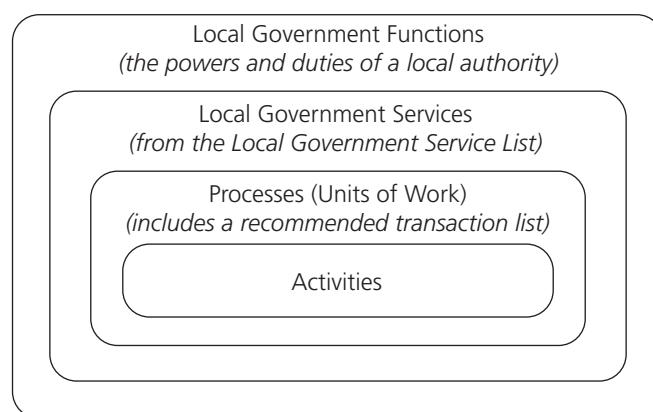 Local Government Functions
(the powers and duties of a local authority)
Local Government Services
(from the Local Government Service List)
Processes (Units of Work)
(includes a recommended transaction list)
Activities